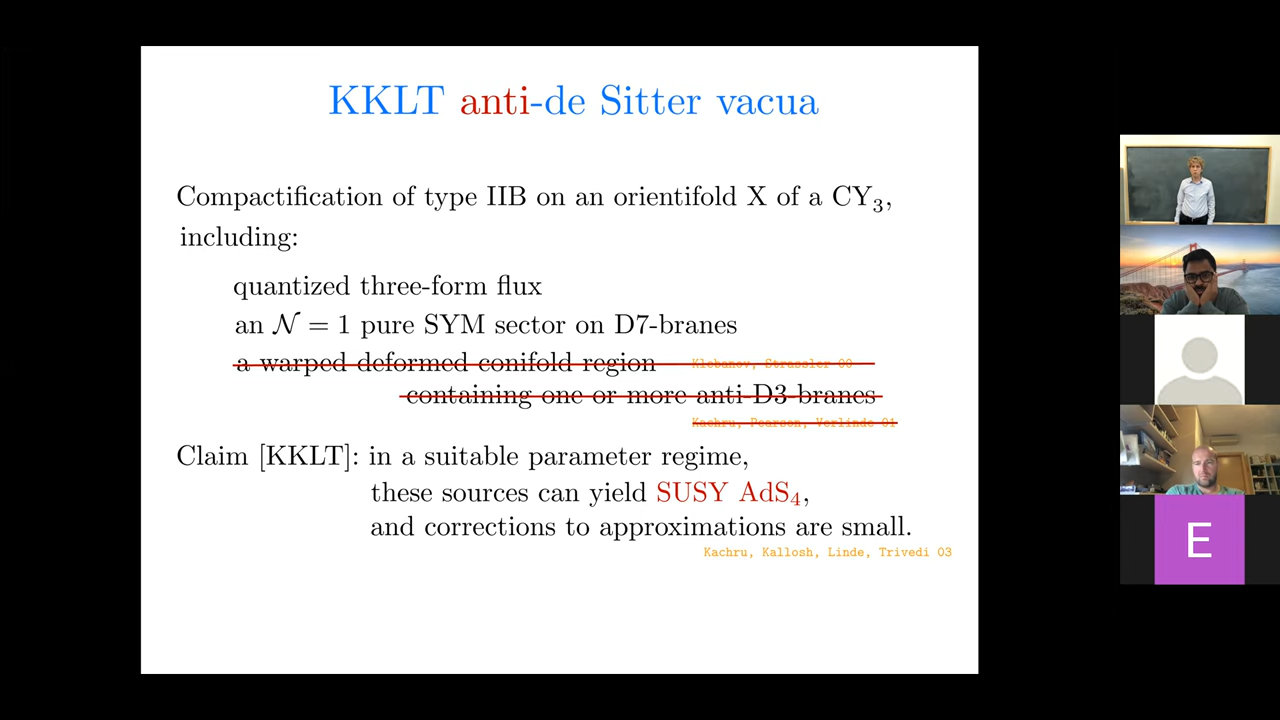 KKLT anti-de Sitter vacua
Compactification of type IIB on an orientifold X of a CY₃,
including:
quantized three-form flux
an 𝒩 = 1 pure SYM sector on D7-branes
a warped deformed conifold region Klebanov, Strassler 00
containing one or more anti-D3-branes
Kachru, Pearson, Verlinde 01
Claim [KKLT]: in a suitable parameter regime,
these sources can yield SUSY AdS₄,
and corrections to approximations are small.
Kachru, Kallosh, Linde, Trivedi 03
E